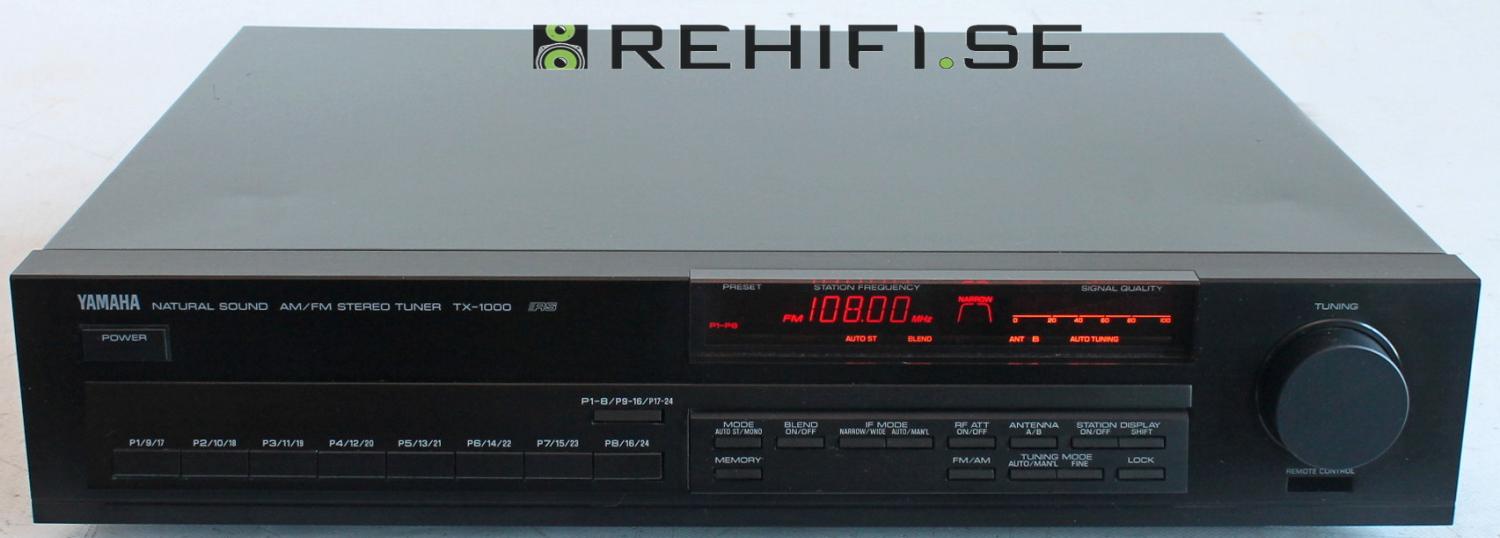 REHIFI.SE
YAMAHA NATURAL SOUND AM/FM STEREO TUNER TX-1000 RS
POWER
PRESET STATION FREQUENCY SIGNAL QUALITY
P1-P8 FM 108.00 MHz NARROW
0 20 40 60 80 100
AUTO ST BLEND ANT B AUTO TUNING
TUNING
P1-8/P9-16/P17-24
P1/9/17 P2/10/18 P3/11/19 P4/12/20 P5/13/21 P6/14/22 P7/15/23 P8/16/24
MODE BLEND IF MODE RF ATT ANTENNA STATION DISPLAY
AUTO ST/MONO ON/OFF NARROW/WIDE AUTO/MAN'L ON/OFF A/B ON/OFF SHIFT
MEMORY FM/AM TUNING MODE LOCK
AUTO/MAN'L FINE
REMOTE CONTROL